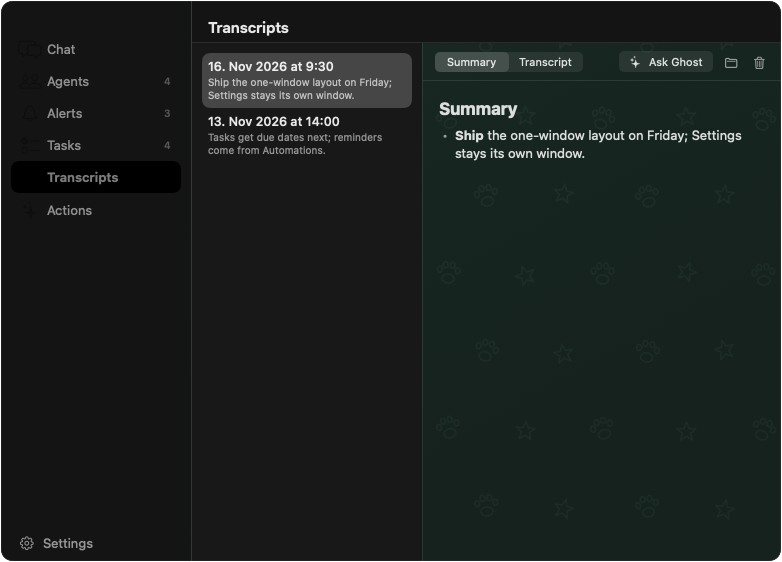 Transcripts
Chat
Agents 4
Alerts 3
Tasks 4
Transcripts
Actions
Settings
16. Nov 2026 at 9:30
Ship the one-window layout on Friday;
Settings stays its own window.
13. Nov 2026 at 14:00
Tasks get due dates next; reminders
come from Automations.
Summary Transcript Ask Ghost
Summary
• Ship the one-window layout on Friday; Settings
stays its own window.